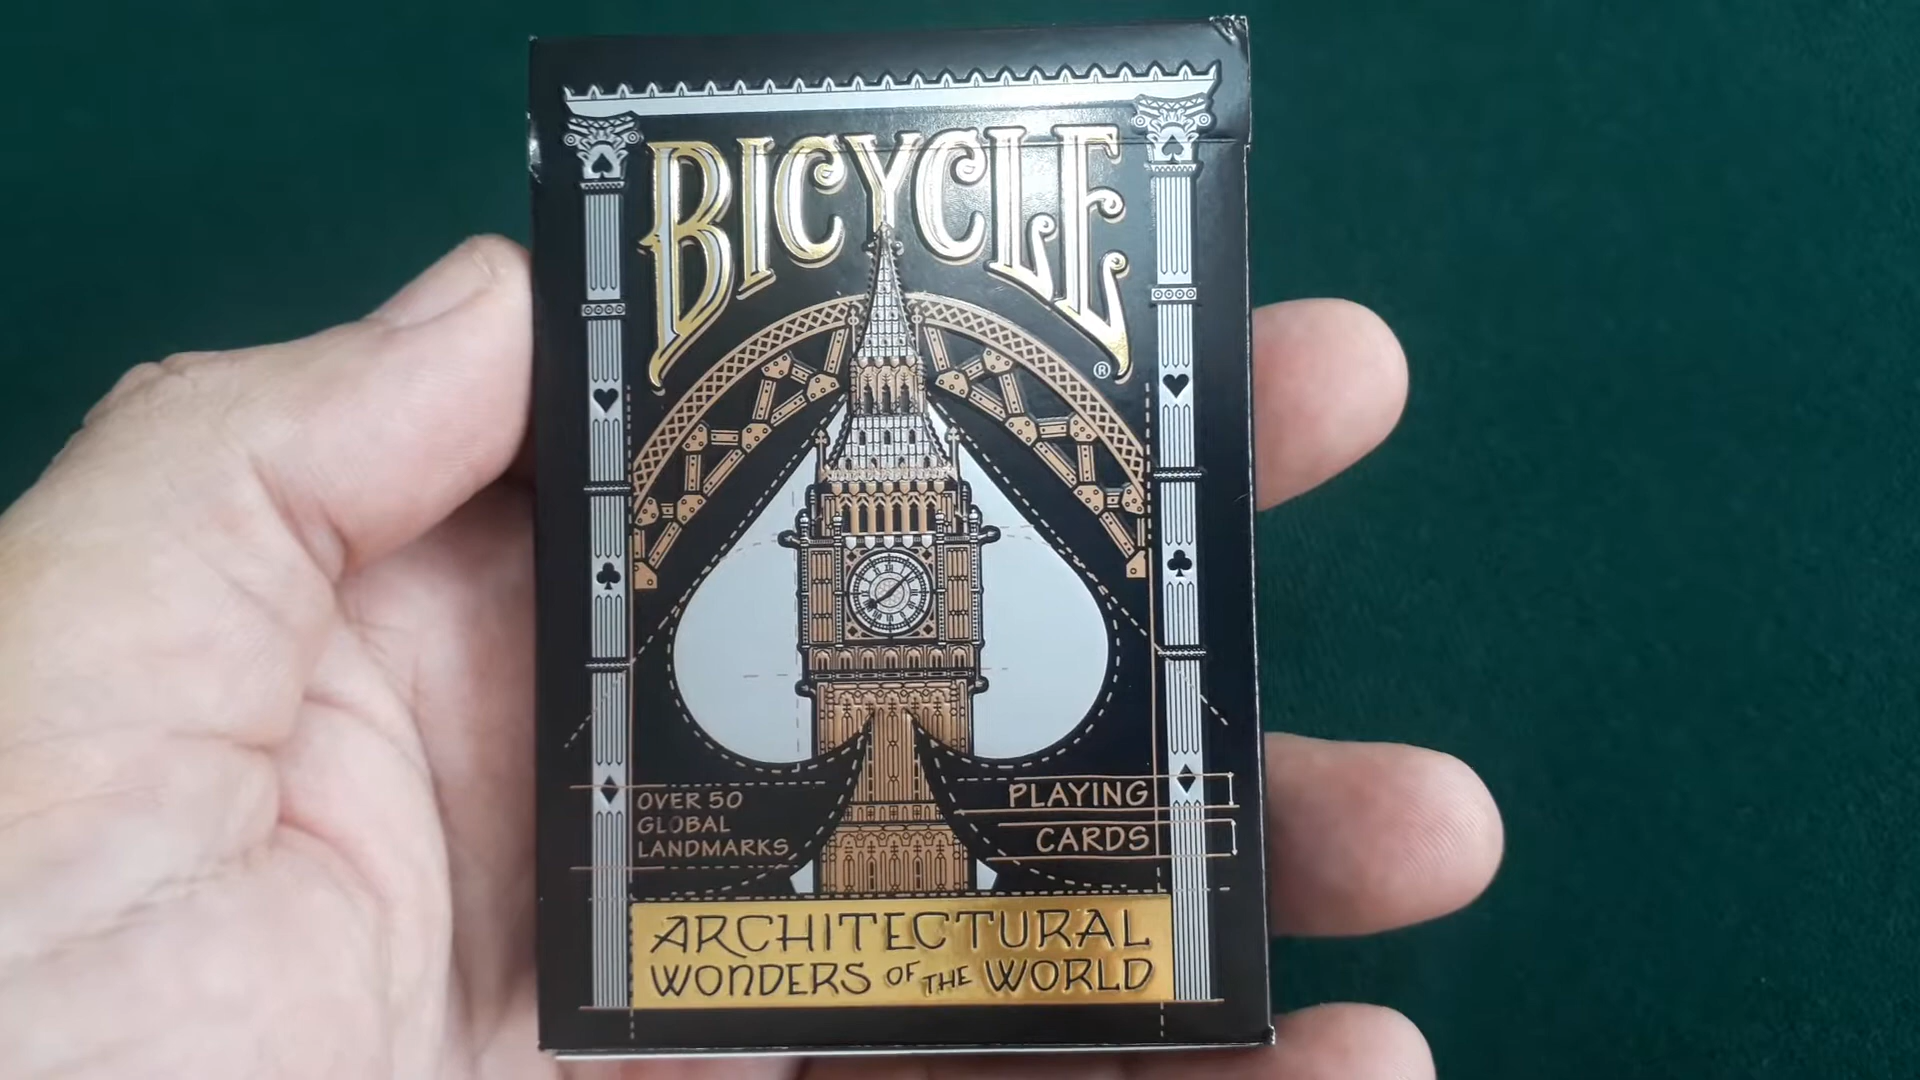 BICYCLE
®
OVER 50
GLOBAL
LANDMARKS
PLAYING
CARDS
ARCHITECTURAL
WONDERS OF THE WORLD